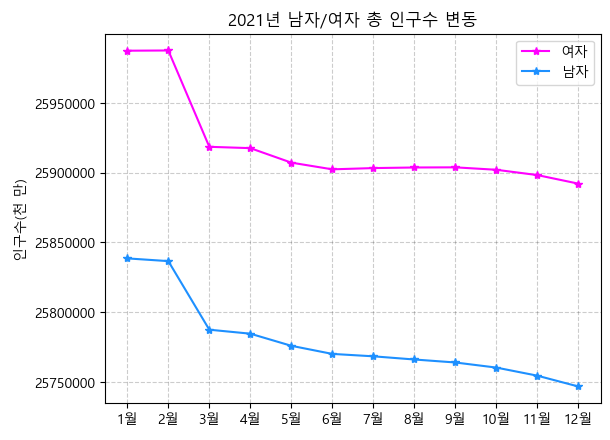 2021년 남자/여자 총 인구수 변동
여자
남자
인구수(천 만)
25950000
25900000
25850000
25800000
25750000
1월 2월 3월 4월 5월 6월 7월 8월 9월 10월 11월 12월